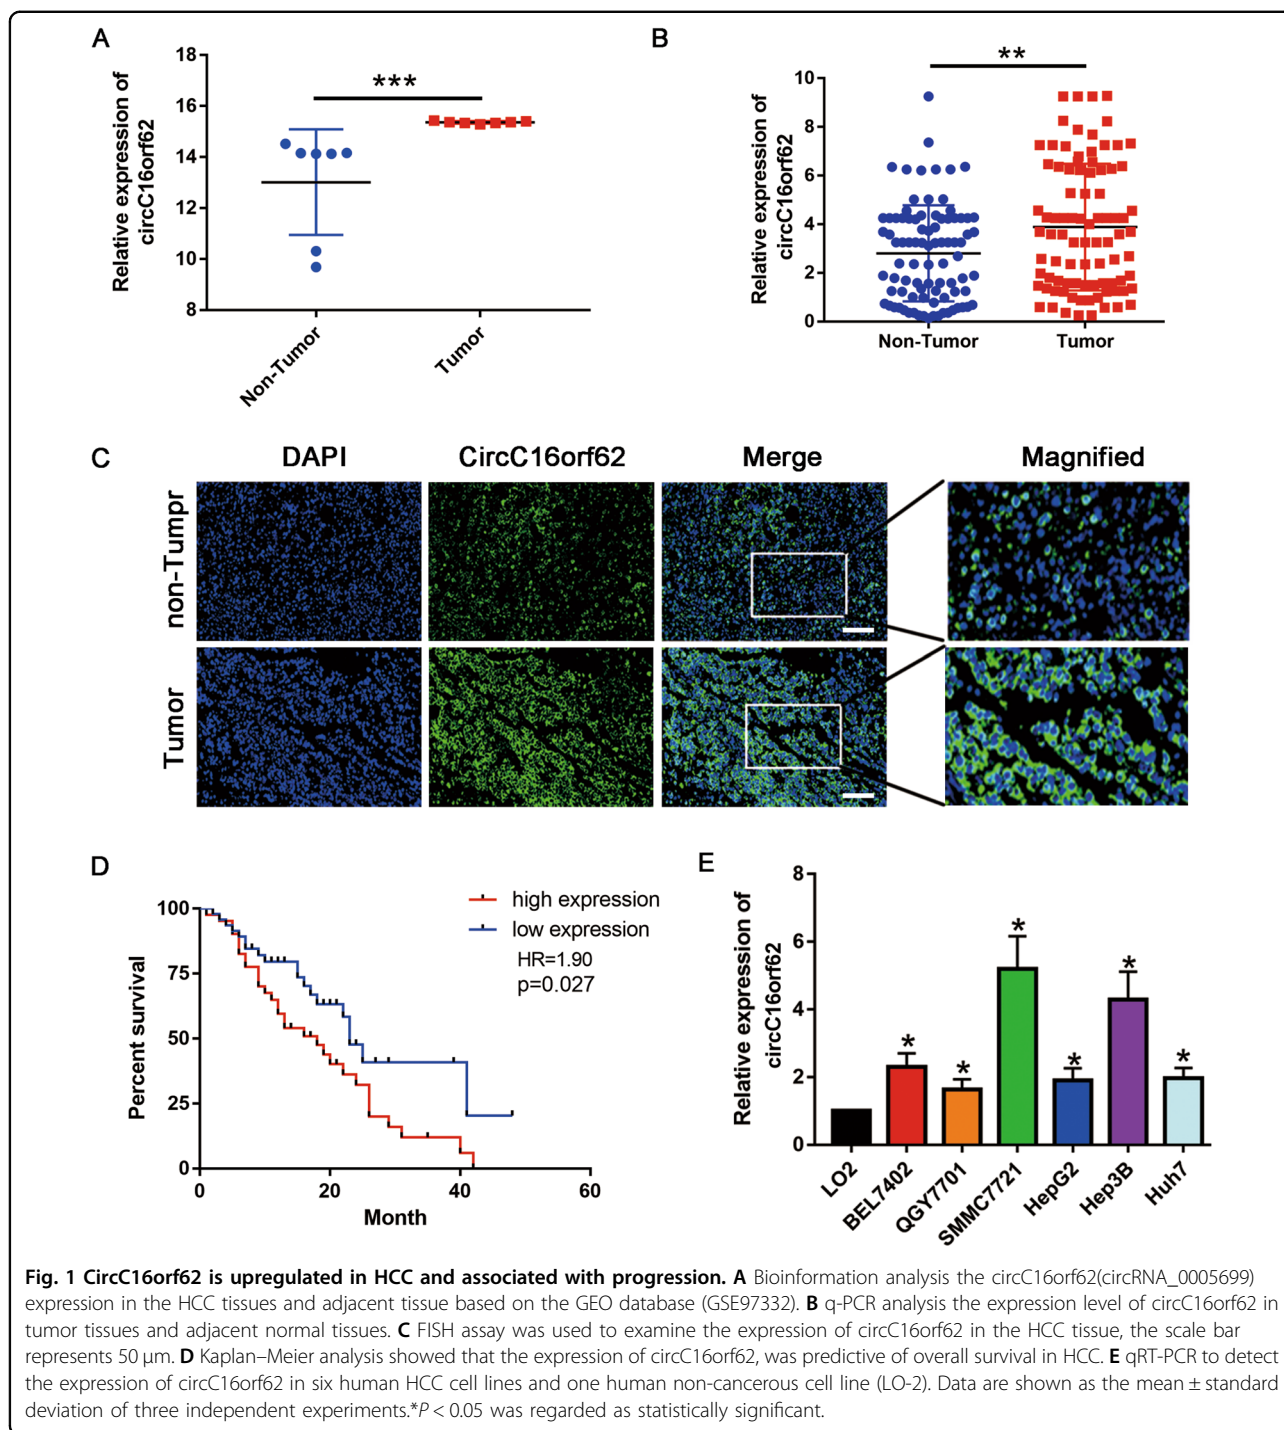 A
Relative expression of
circC16orf62
18
16
14
12
10
8
***
Non-Tumor
Tumor
B
Relative expression of
circC16orf62
10
8
6
4
2
0
**
Non-Tumor
Tumor
C
DAPI
CircC16orf62
Merge
Magnified
non-Tumpr
Tumor
D
Percent survival
100
75
50
25
0
0
20
40
60
Month
high expression
low expression
HR=1.90
p=0.027
E
Relative expression of
circC16orf62
8
6
4
2
0
*
*
*
*
*
*
LO2
BEL7402
QGY7701
SMMC7721
HepG2
Hep3B
Huh7
Fig. 1 CircC16orf62 is upregulated in HCC and associated with progression. A Bioinformation analysis the circC16orf62(circRNA_0005699)
expression in the HCC tissues and adjacent tissue based on the GEO database (GSE97332). B q-PCR analysis the expression level of circC16orf62 in
tumor tissues and adjacent normal tissues. C FISH assay was used to examine the expression of circC16orf62 in the HCC tissue, the scale bar
represents 50 μm. D Kaplan–Meier analysis showed that the expression of circC16orf62, was predictive of overall survival in HCC. E qRT-PCR to detect
the expression of circC16orf62 in six human HCC cell lines and one human non-cancerous cell line (LO-2). Data are shown as the mean ± standard
deviation of three independent experiments.*P < 0.05 was regarded as statistically significant.